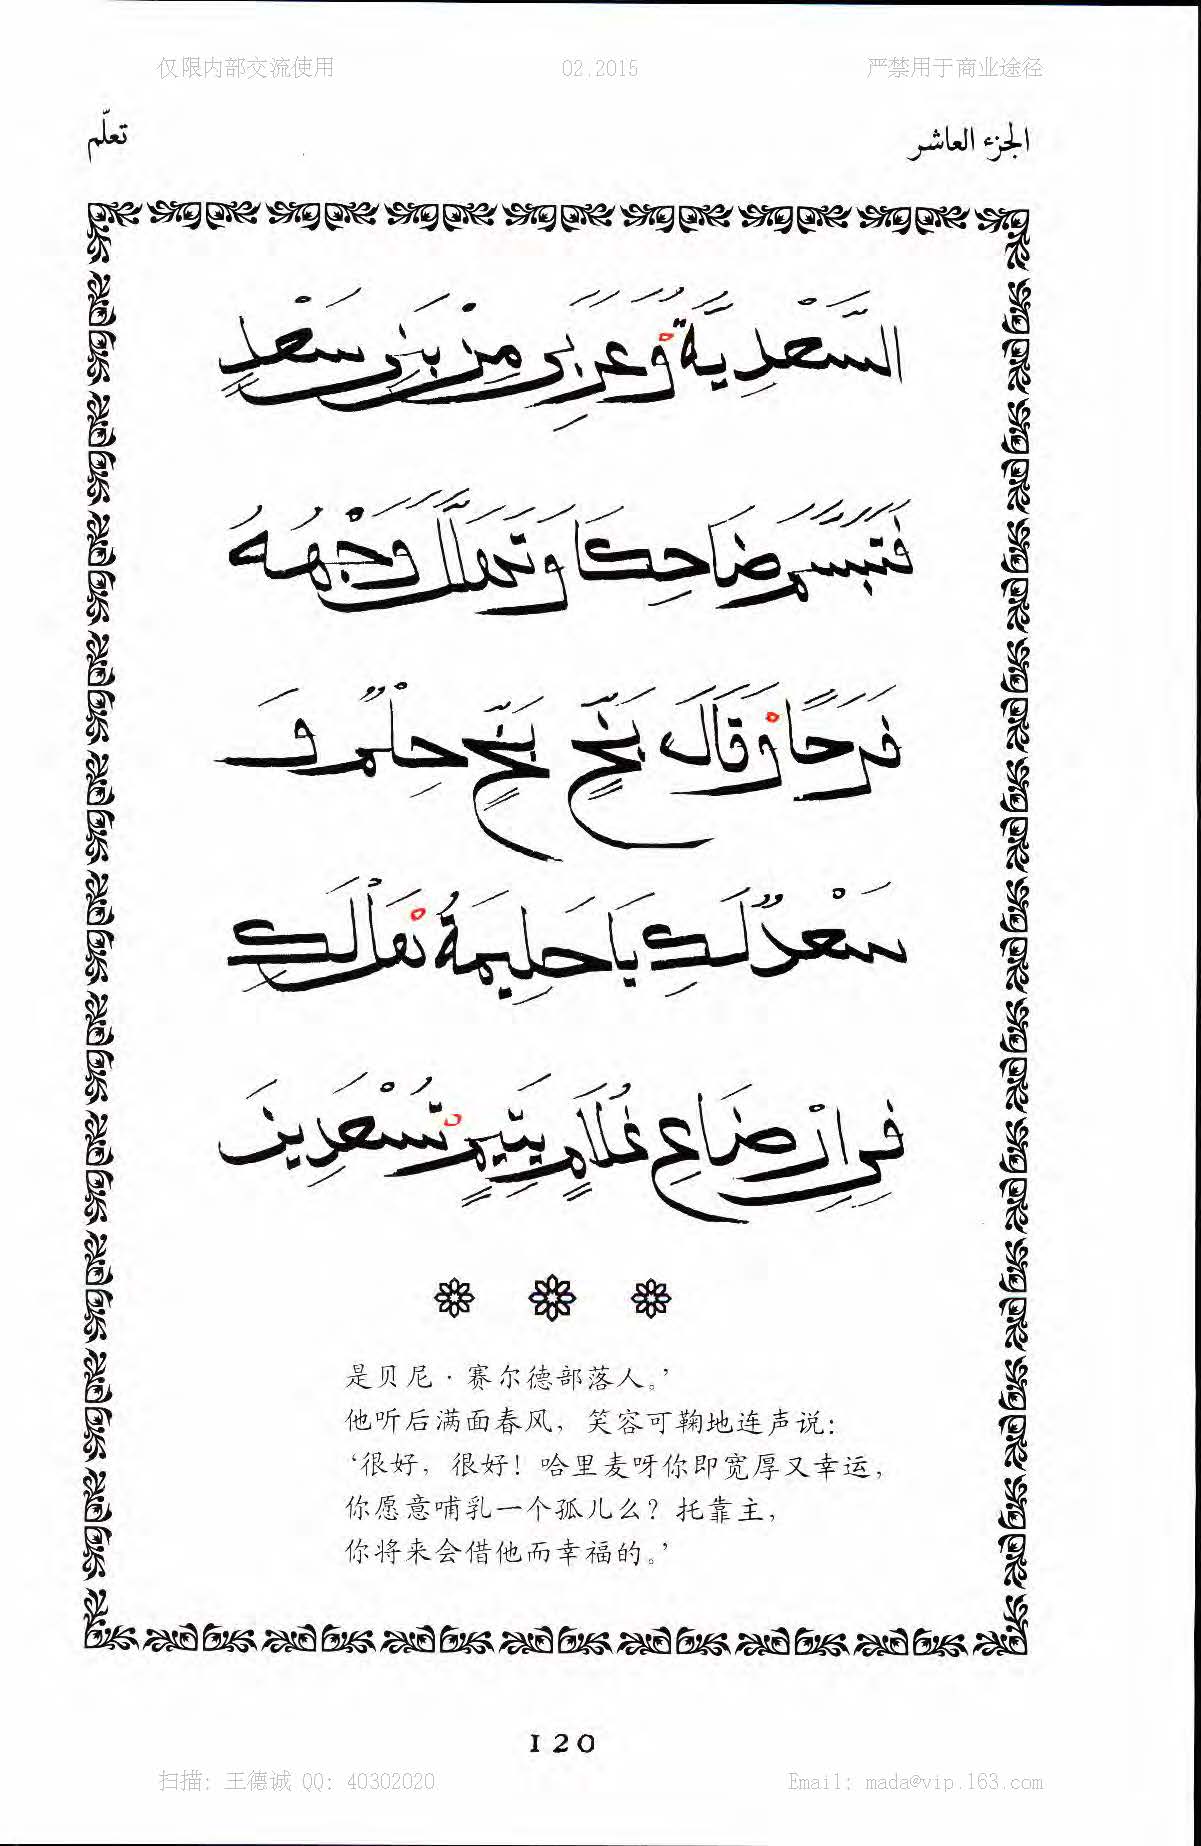 仅限内部交流使用 02.2015 严禁用于商业途径
الجزء العاشر تعلّم
السَّعْدِيَّةُ وَعَرَبِي مِنْ بَنِي سَعْدٍ
فَتَبَسَّمَ ضَاحِكًا وَتَهَلَّلَ وَجْهُهُ
فَرَحًا وَقَالَ بَخٍّ بَخٍّ حِلْمٌ وَ
سَعْدٌ لَكِ يَا حَلِيمَةُ هَلْ لَكِ
فِي اِرْضَاعِ غُلَامٍ يَتِيمٍ تُسْعَدِينَ
是贝尼·赛尔德部落人。’
他听后满面春风，笑容可鞠地连声说：
‘很好，很好！哈里麦呀你即宽厚又幸运，
你愿意哺乳一个孤儿么？托靠主，
你将来会借他而幸福的。’
120
扫描: 王德诚 QQ: 40302020 Email: mada@vip.163.com